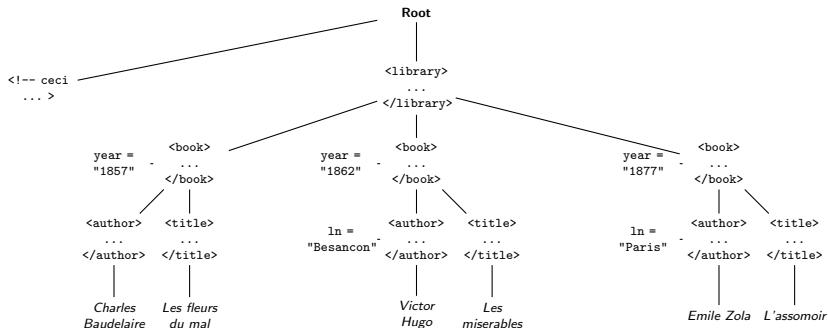 Root
<!-- ceci
... >
<library>
...
</library>
year =
"1857"
<book>
...
</book>
year =
"1862"
<book>
...
</book>
year =
"1877"
<book>
...
</book>
<author>
...
</author>
<title>
...
</title>
ln =
"Besancon"
<author>
...
</author>
<title>
...
</title>
ln =
"Paris"
<author>
...
</author>
<title>
...
</title>
Charles
Baudelaire
Les fleurs
du mal
Victor
Hugo
Les
miserables
Emile Zola
L'assomoir